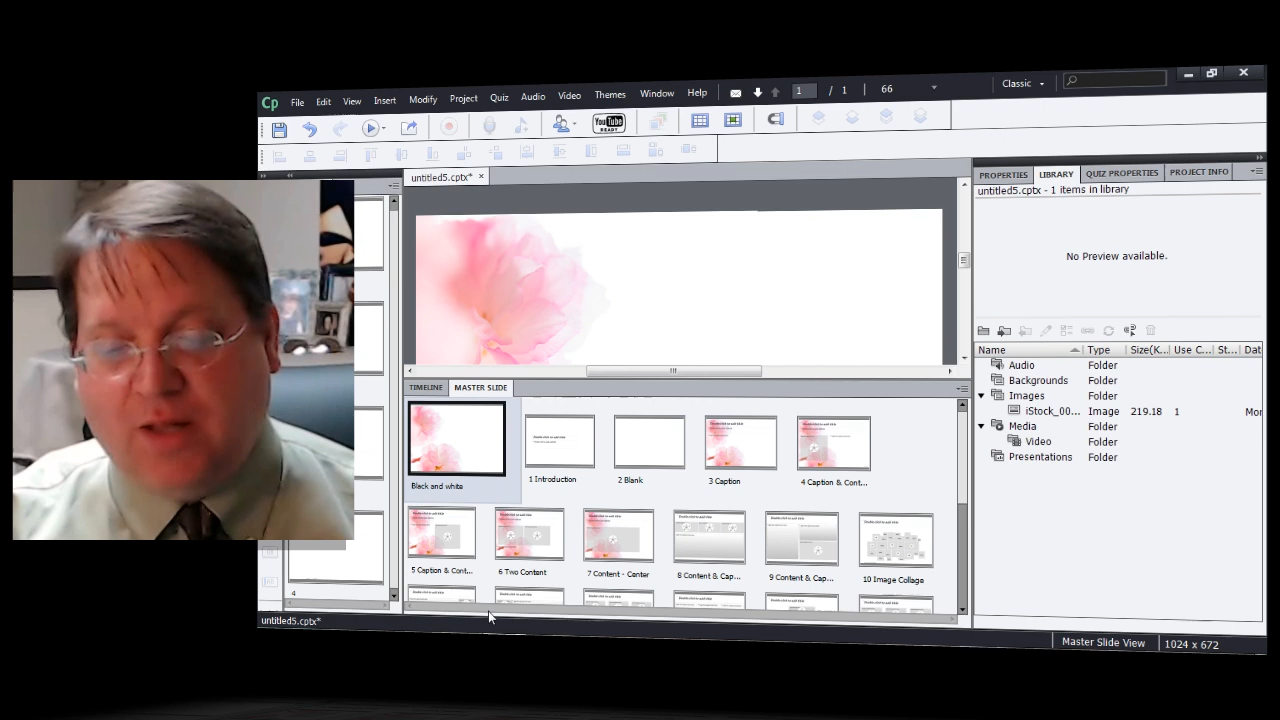 Cp File Edit View Insert Modify Project Quiz Audio Video Themes Window Help 1 / 1 66 Classic
You Tube READY
untitled5.cptx* ×
PROPERTIES LIBRARY QUIZ PROPERTIES PROJECT INFO
untitled5.cptx - 1 items in library
No Preview available.
Name Type Size(K... Use C... St... Dat
Audio Folder
Backgrounds Folder
Images Folder
iStock_00... Image 219.18 1 Mor
Media Folder
Video Folder
Presentations Folder
TIMELINE MASTER SLIDE
Black and white
1 Introduction
2 Blank
3 Caption
4 Caption & Cont...
5 Caption & Cont...
6 Two Content
7 Content - Center
8 Content & Cap...
9 Content & Cap...
10 Image Collage
4
untitled5.cptx*
Master Slide View 1024 x 672